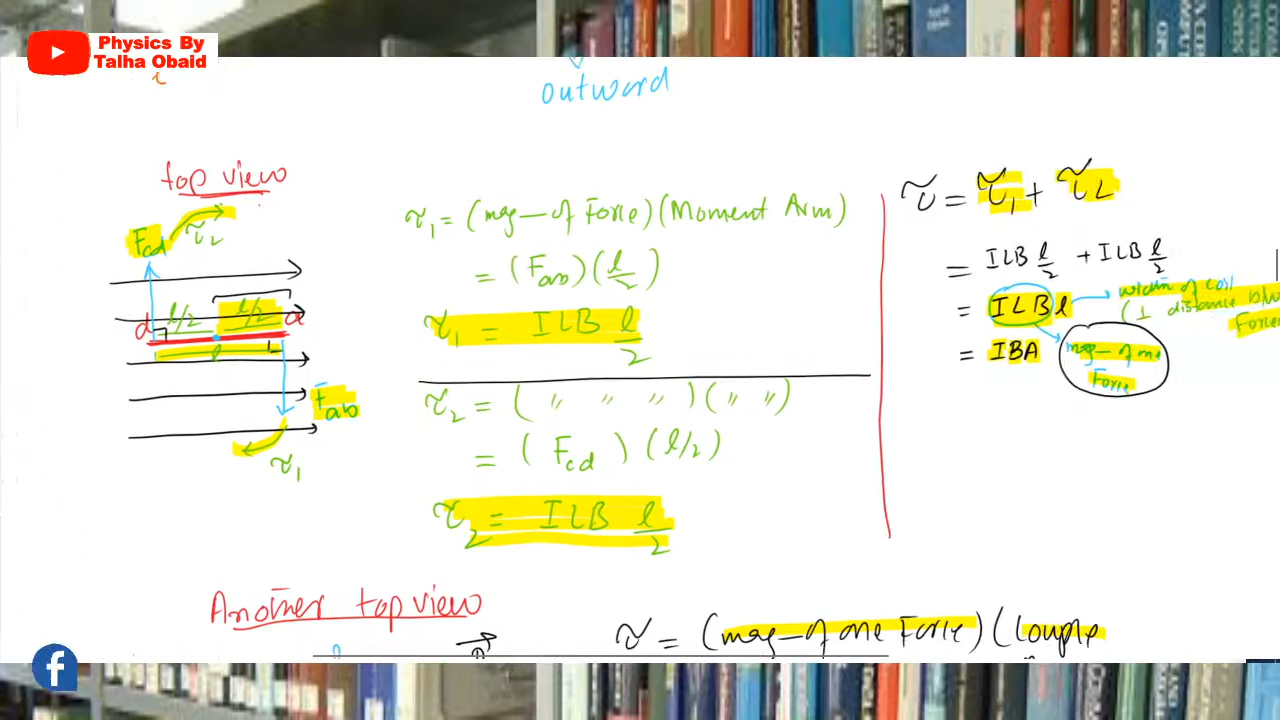 Physics By
Talha Obaid
i
outward
top view
τ2
Fcd
l/2
l/2
d
a
l
Fab
τ1
τ1 = (mag— of Force)(Moment Arm)
= (Fab)(l/2)
τ1 = ILB l/2
τ2 = ( " " " )( " " )
= ( Fcd ) (l/2)
τ2 = ILB l/2
τ = τ1 + τ2
= ILB l/2 + ILB l/2
= ILBl
width of coil
(⊥ distance b/w
Forces
= IBA
mag— of one
Force
Another top view
τ = (mag—of one Force)(Couple
f